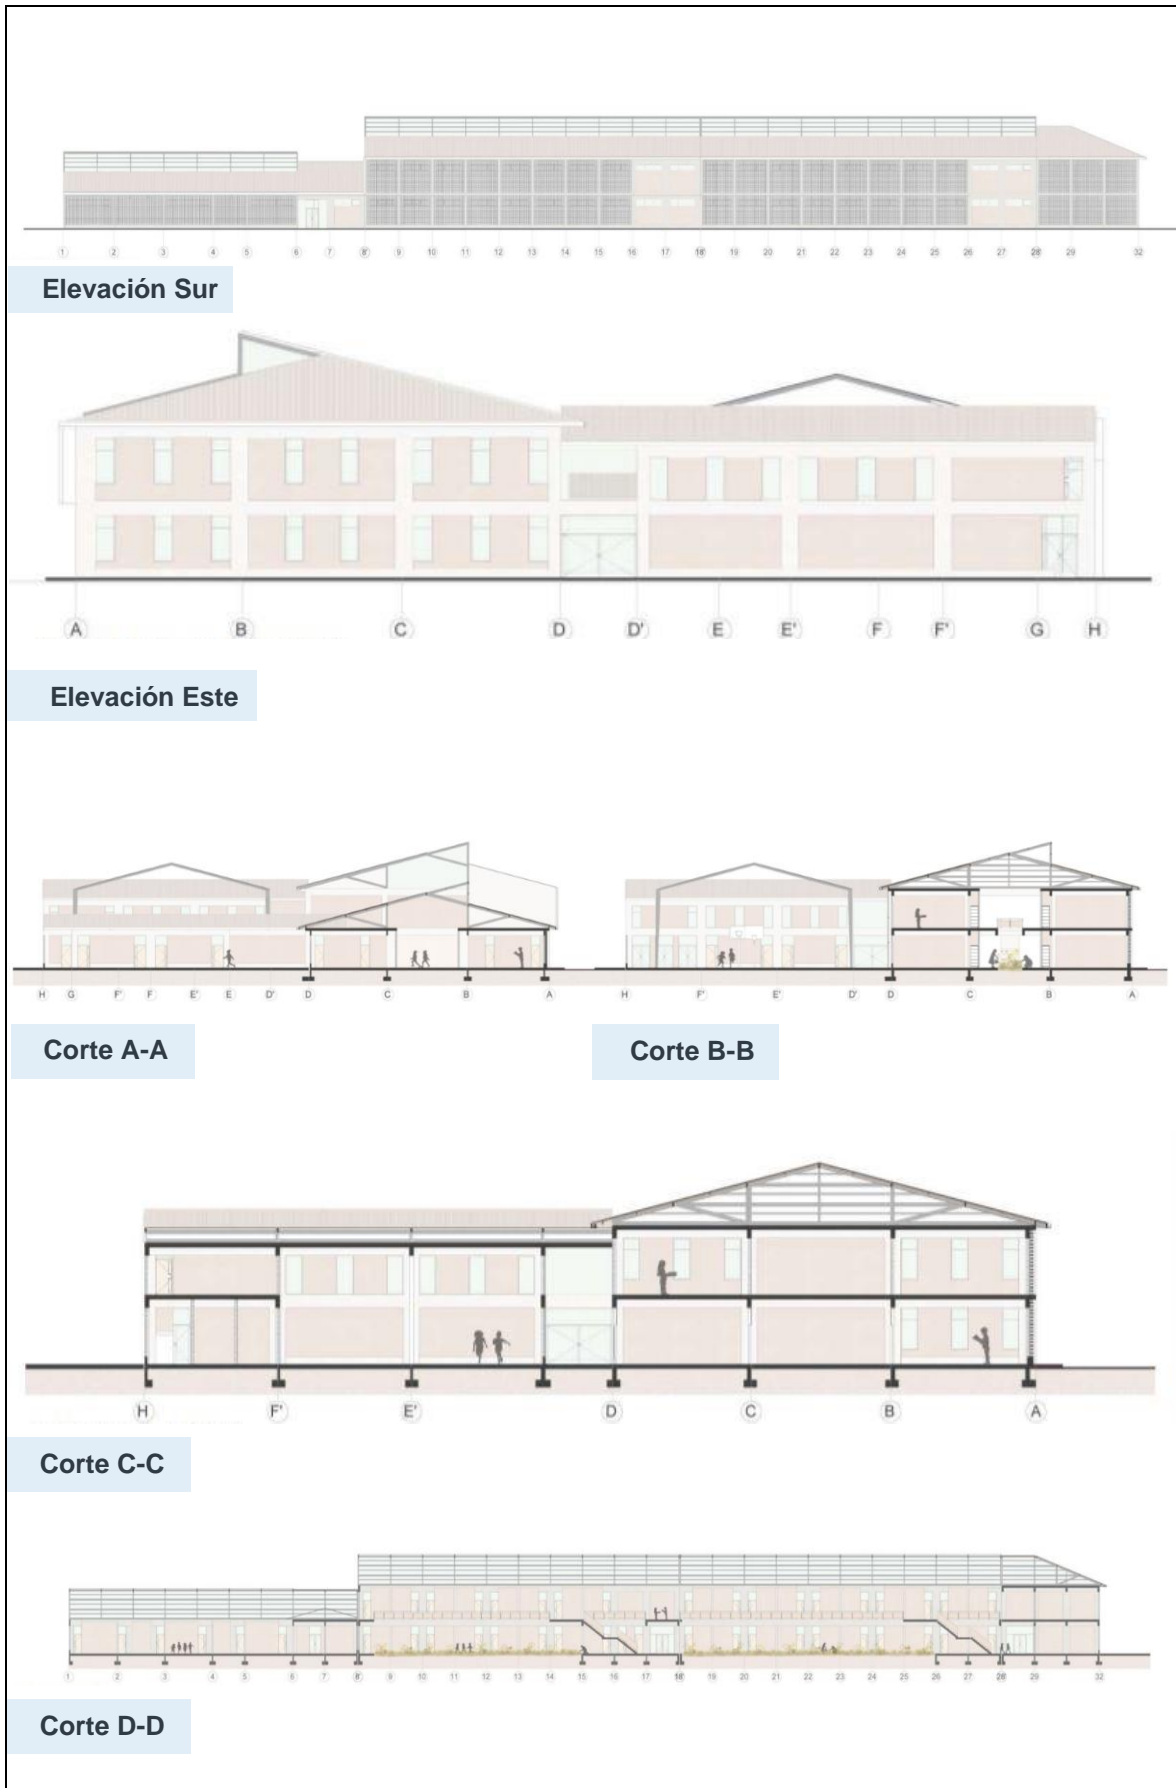 1 2 3 4 5 6 7 8' 9 10 11 12 13 14 15 16 17 18' 19 20 21 22 23 24 25 26 27 28' 29 32
Elevación Sur
A B C D D' E E' F F' G H
Elevación Este
H G F' F E' E D' D C B A
H F' E' D' D C B A
Corte A-A
Corte B-B
H F' E' D C B A
Corte C-C
1 2 3 4 5 6 7 8' 9 10 11 12 13 14 15 16 17 18' 19 20 21 22 23 24 25 26 27 28' 29 32
Corte D-D